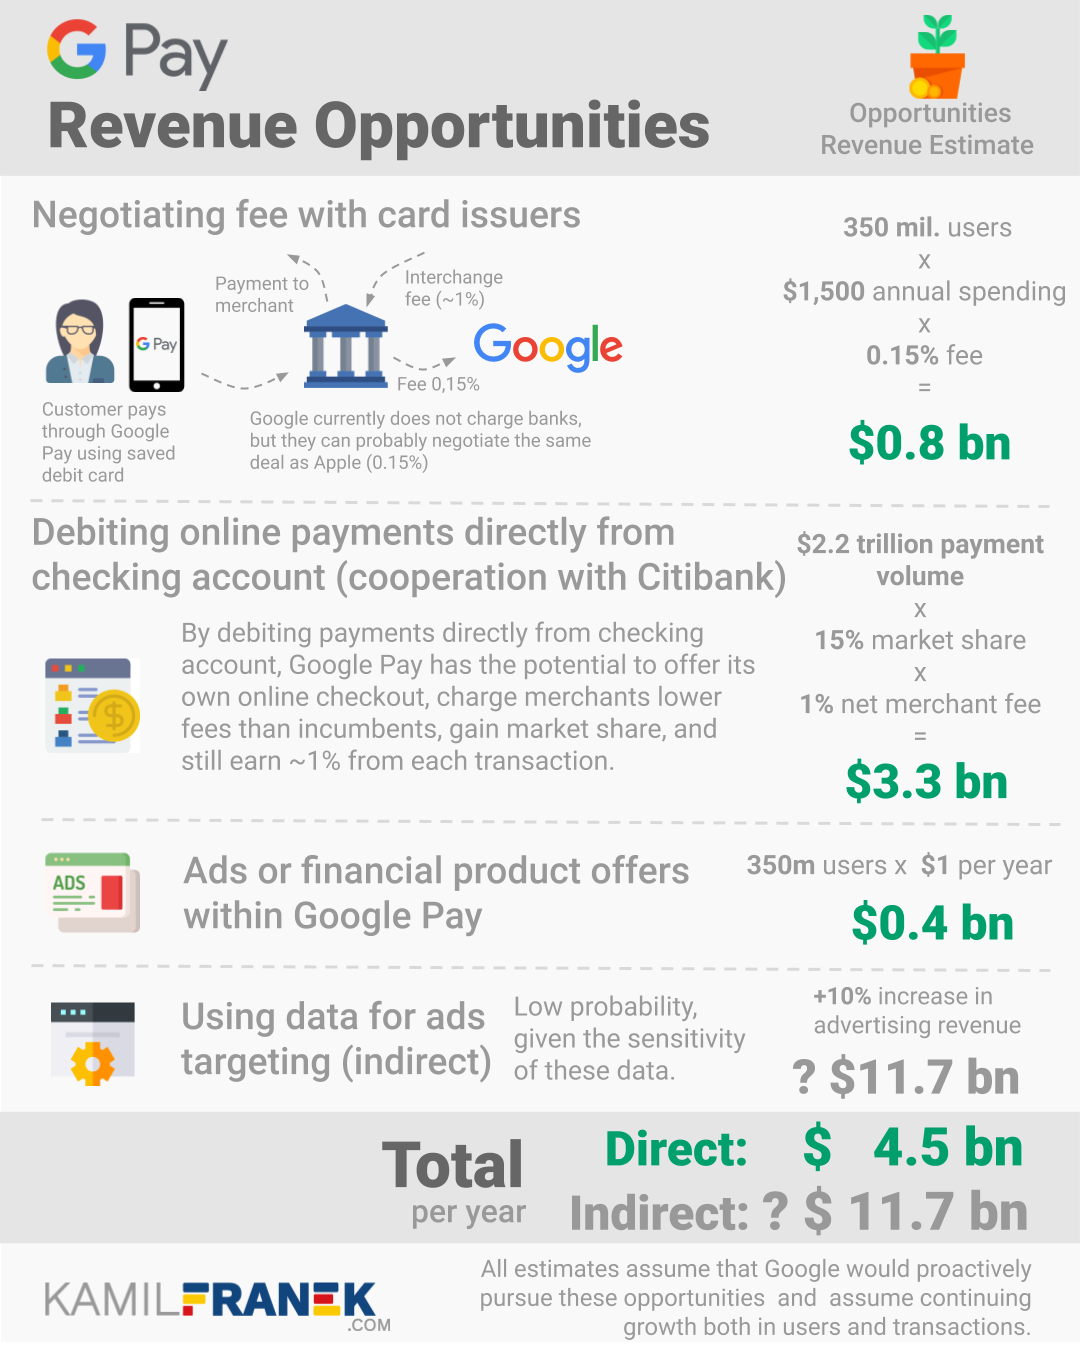 G Pay
Revenue Opportunities
Opportunities
Revenue Estimate
Negotiating fee with card issuers
Payment to
merchant
Interchange
fee (~1%)
G Pay
Google
Fee 0,15%
Customer pays
through Google
Pay using saved
debit card
Google currently does not charge banks,
but they can probably negotiate the same
deal as Apple (0.15%)
350 mil. users
x
$1,500 annual spending
x
0.15% fee
=
$0.8 bn
Debiting online payments directly from
checking account (cooperation with Citibank)
By debiting payments directly from checking
account, Google Pay has the potential to offer its
own online checkout, charge merchants lower
fees than incumbents, gain market share, and
still earn ~1% from each transaction.
$
$2.2 trillion payment
volume
x
15% market share
x
1% net merchant fee
=
$3.3 bn
ADS
Ads or financial product offers
within Google Pay
350m users x $1 per year
$0.4 bn
Using data for ads
targeting (indirect)
Low probability,
given the sensitivity
of these data.
+10% increase in
advertising revenue
? $11.7 bn
Total
per year
Direct: $ 4.5 bn
Indirect: ? $ 11.7 bn
KAMILFRANEK
.COM
All estimates assume that Google would proactively
pursue these opportunities and assume continuing
growth both in users and transactions.